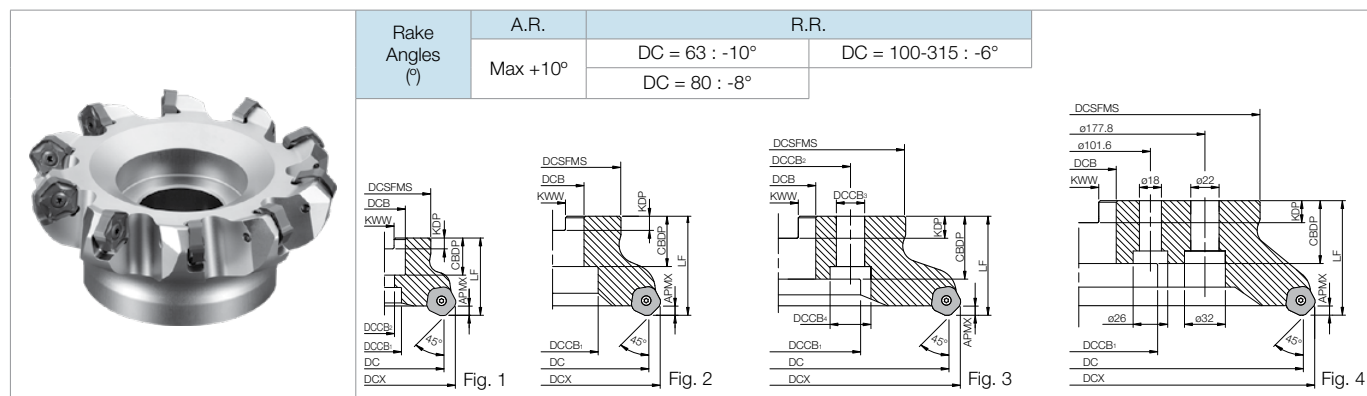 Rake
Angles
(º)
A.R.
R.R.
Max +10º
DC = 63 : -10°
DC = 100-315 : -6°
DC = 80 : -8°
DCSFMS
DCB
KWW
KDP
CBDP
LF
APMX
DCCB₂
DCCB₁
45°
DC
DCX
Fig. 1
DCSFMS
DCB
KWW
KDP
CBDP
LF
APMX
DCCB₁
45°
DC
DCX
Fig. 2
DCSFMS
DCCB₂
DCB
DCCB₃
KWW
KDP
CBDP
LF
APMX
DCCB₄
DCCB₁
45°
DC
DCX
Fig. 3
DCSFMS
ø177.8
ø101.6
DCB
ø18
ø22
KWW
KDP
CBDP
LF
APMX
ø26
ø32
45°
DCCB₁
DC
DCX
Fig. 4